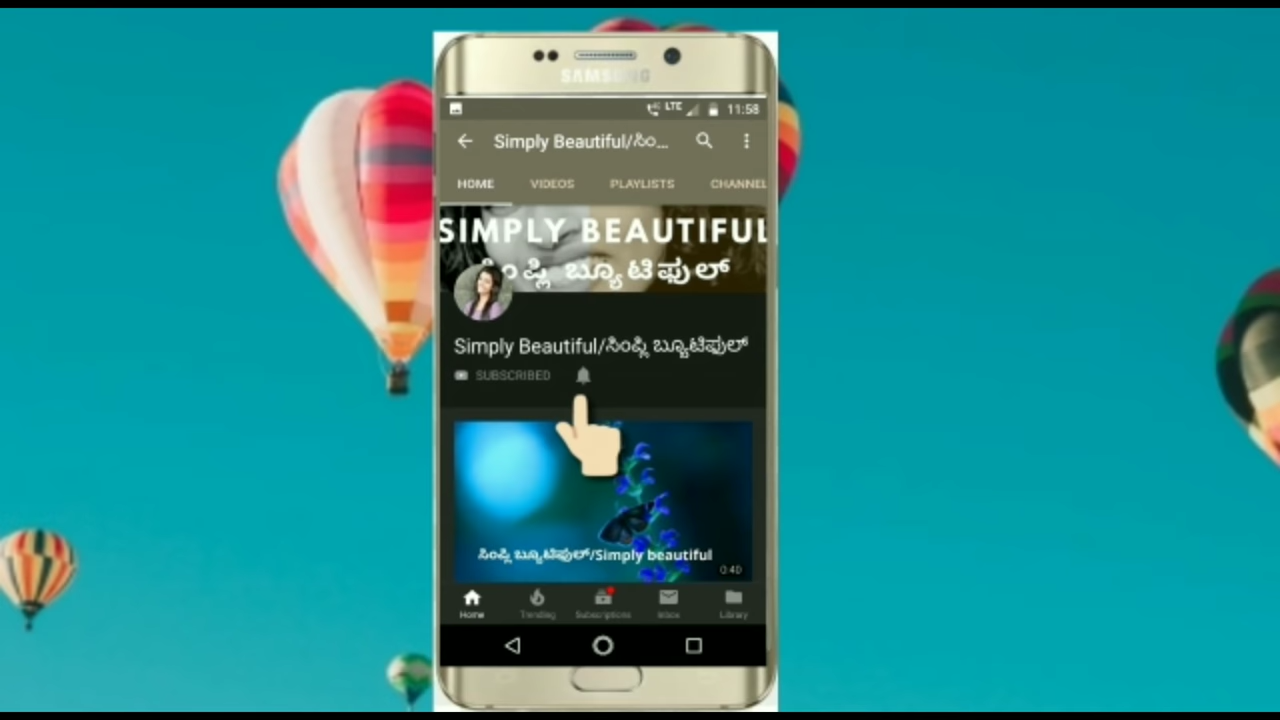 SAMSUNG
LTE 11:58
Simply Beautiful/ಸಿಂ...
HOME VIDEOS PLAYLISTS CHANNEL
SIMPLY BEAUTIFUL
ಸಿಂಪ್ಲಿ ಬ್ಯೂಟಿಫುಲ್
Simply Beautiful/ಸಿಂಪ್ಲಿ ಬ್ಯೂಟಿಫುಲ್
SUBSCRIBED
ಸಿಂಪ್ಲಿ ಬ್ಯೂಟಿಫುಲ್/Simply beautiful
0:40
Home Trending Subscriptions Inbox Library